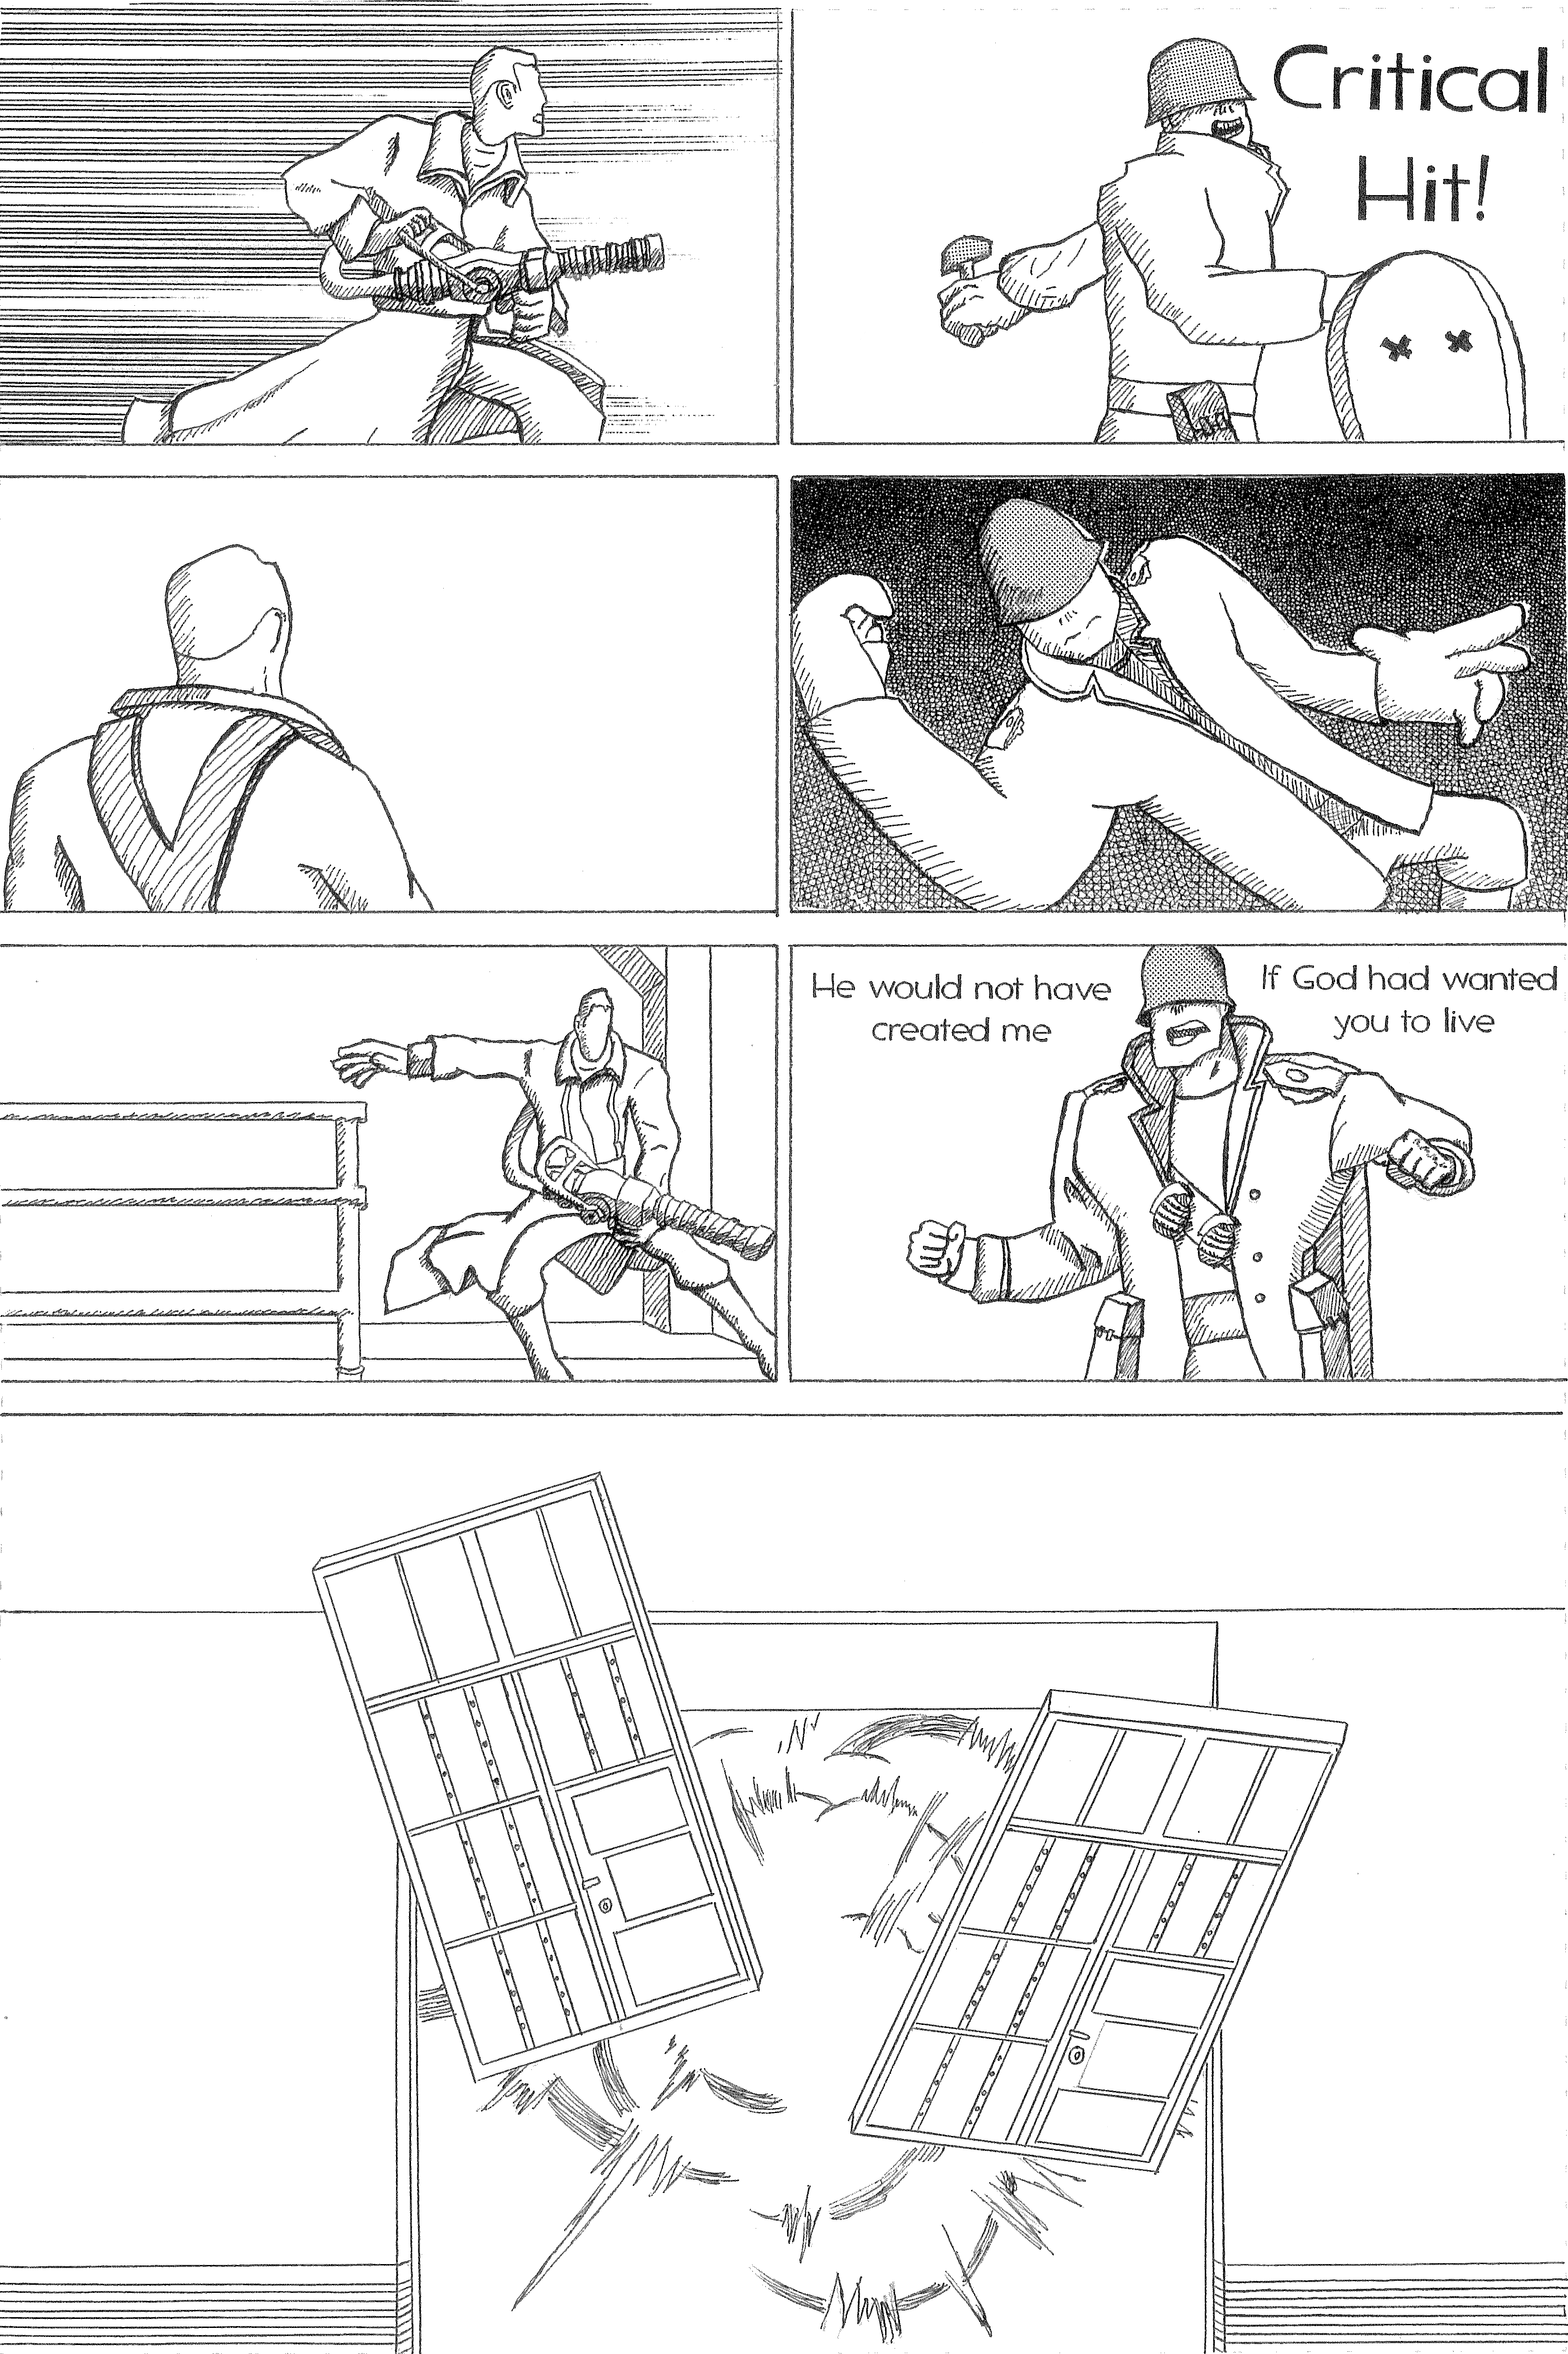 Critical
Hit!
If God had wanted
you to live
He would not have
created me